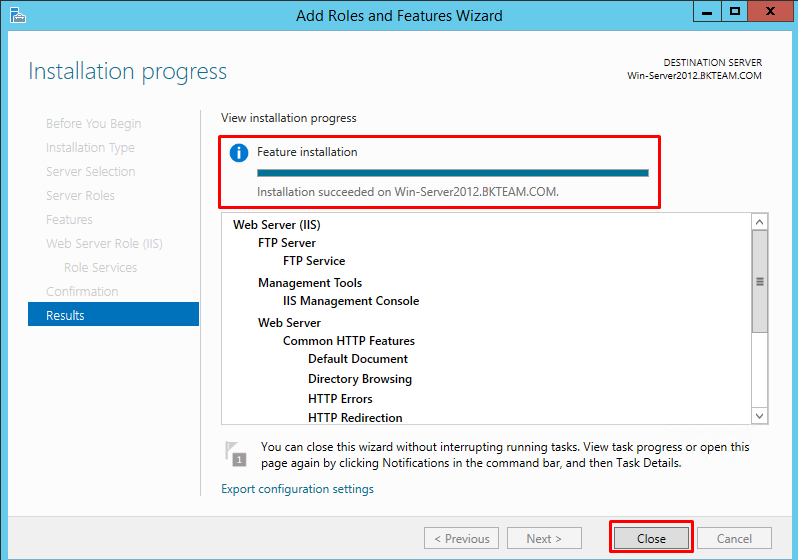 Add Roles and Features Wizard
Installation progress
DESTINATION SERVER
Win-Server2012.BKTEAM.COM
Before You Begin
Installation Type
Server Selection
Server Roles
Features
Web Server Role (IIS)
Role Services
Confirmation
Results
View installation progress
Feature installation
Installation succeeded on Win-Server2012.BKTEAM.COM.
Web Server (IIS)
FTP Server
FTP Service
Management Tools
IIS Management Console
Web Server
Common HTTP Features
Default Document
Directory Browsing
HTTP Errors
HTTP Redirection
1
You can close this wizard without interrupting running tasks. View task progress or open this
page again by clicking Notifications in the command bar, and then Task Details.
Export configuration settings
< Previous
Next >
Close
Cancel